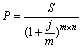 P = S / (1 + j/m)^{m×n}